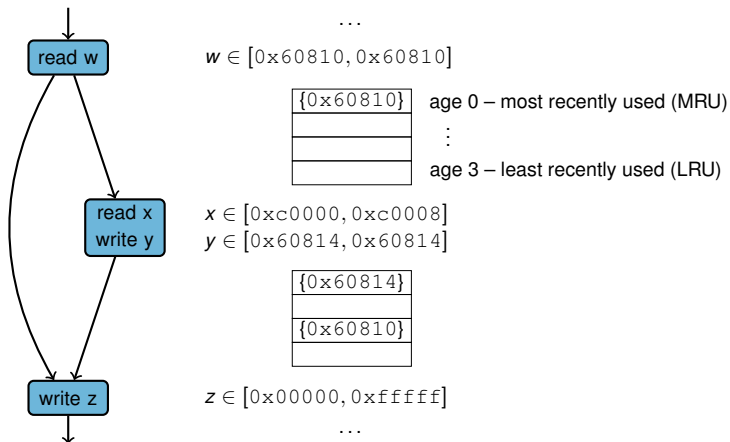 ...
read w
w ∈ [0x60810, 0x60810]
{0x60810}
age 0 – most recently used (MRU)
⋮
age 3 – least recently used (LRU)
read x
write y
x ∈ [0xc0000, 0xc0008]
y ∈ [0x60814, 0x60814]
{0x60814}
{0x60810}
write z
z ∈ [0x00000, 0xfffff]
...